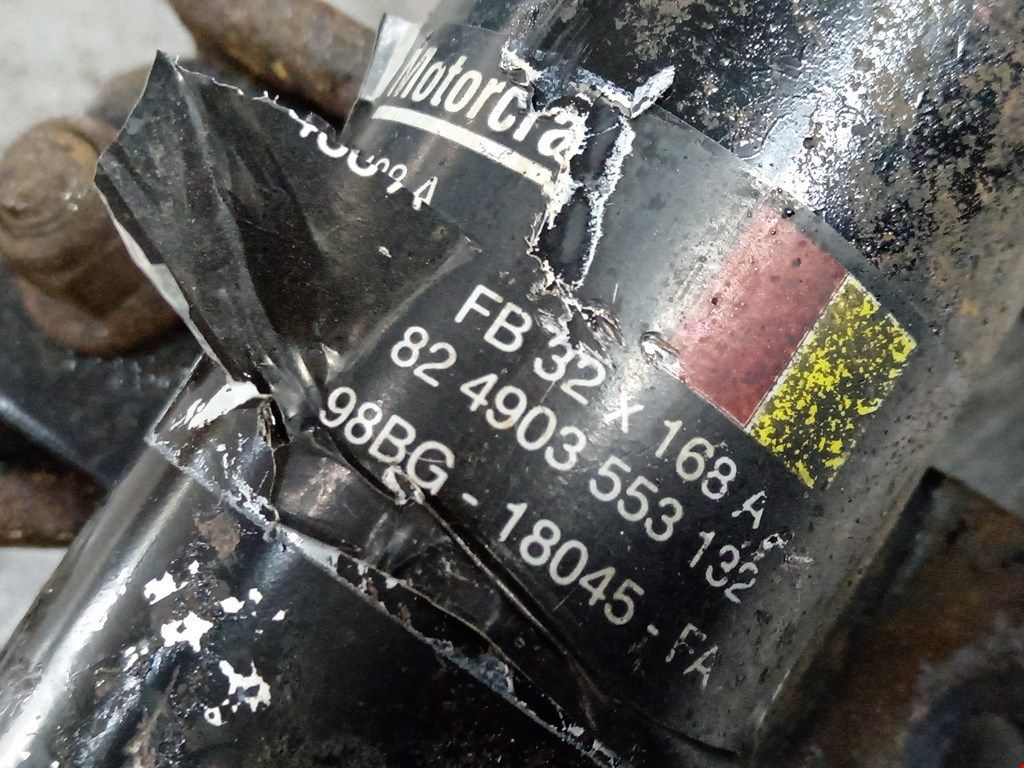 Motorcra
FB 32 x 168 A
82 4903 553 132
98BG - 18045 - FA